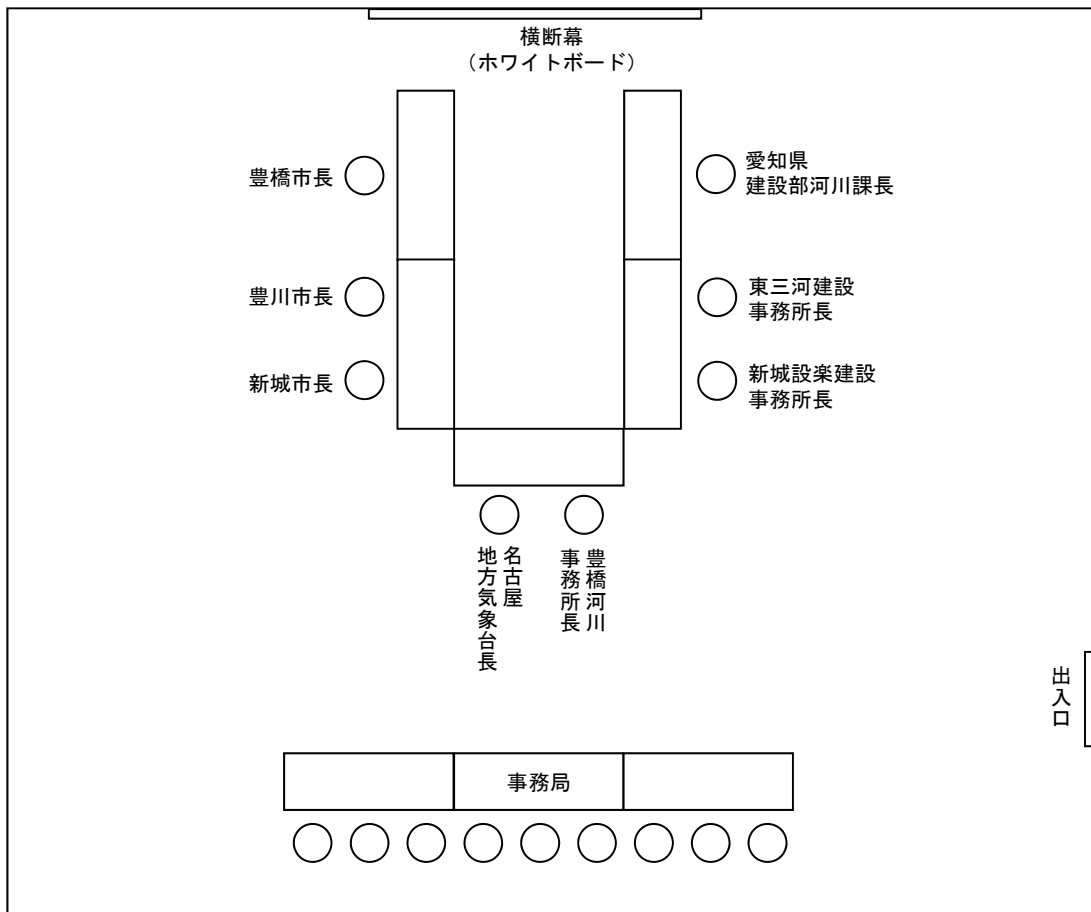 横断幕
（ホワイトボード）
豊橋市長
愛知県
建設部河川課長
豊川市長
東三河建設
事務所長
新城市長
新城設楽建設
事務所長
名古屋
地方気象台長
豊橋河川
事務所長
出入口
事務局